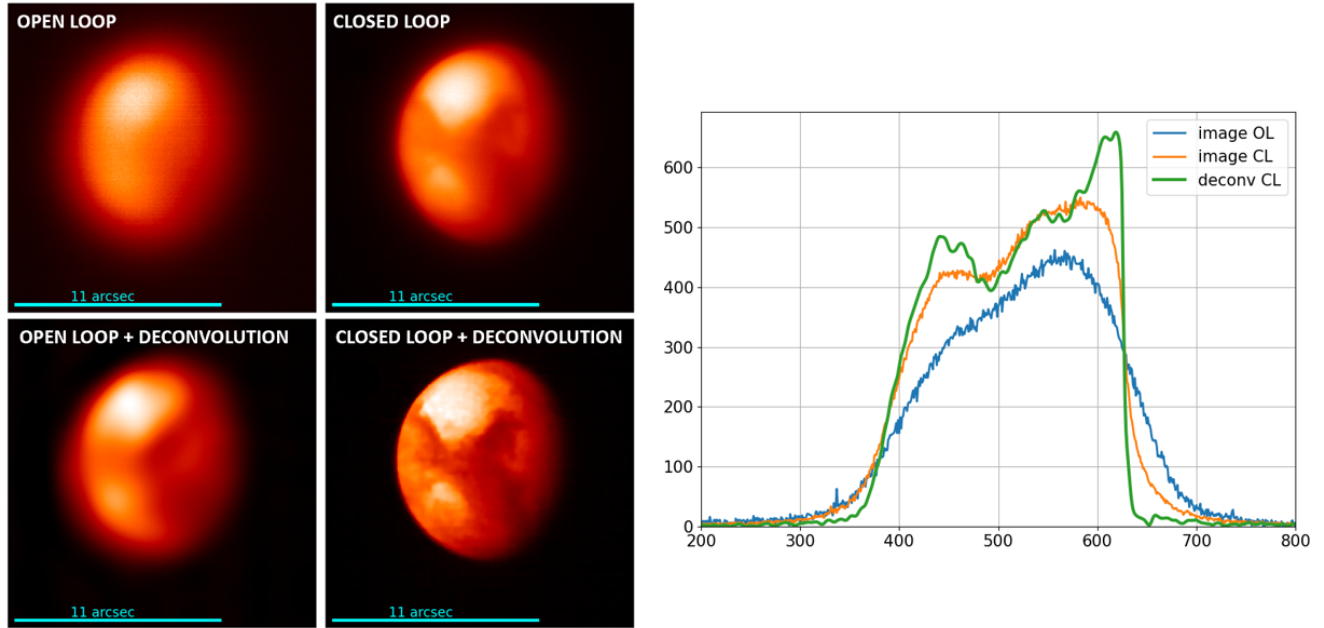 OPEN LOOP
CLOSED LOOP
11 arcsec
11 arcsec
OPEN LOOP + DECONVOLUTION
CLOSED LOOP + DECONVOLUTION
11 arcsec
11 arcsec
image OL
image CL
deconv CL
600
500
400
300
200
100
0
200 300 400 500 600 700 800